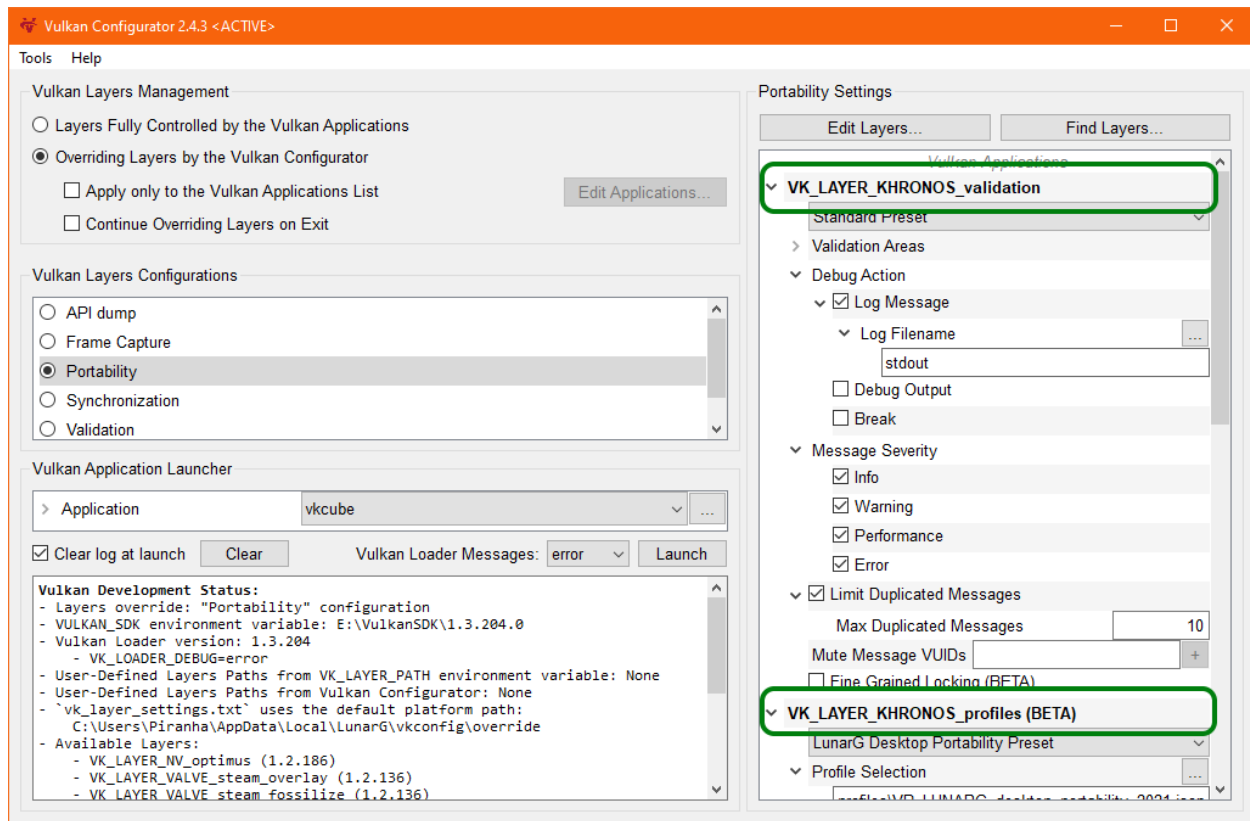 Vulkan Configurator 2.4.3 <ACTIVE>
Tools Help
Vulkan Layers Management
Layers Fully Controlled by the Vulkan Applications
Overriding Layers by the Vulkan Configurator
Apply only to the Vulkan Applications List
Edit Applications...
Continue Overriding Layers on Exit
Vulkan Layers Configurations
API dump
Frame Capture
Portability
Synchronization
Validation
Vulkan Application Launcher
Application vkcube ...
Clear log at launch Clear Vulkan Loader Messages: error Launch
Vulkan Development Status:
- Layers override: "Portability" configuration
- VULKAN_SDK environment variable: E:\VulkanSDK\1.3.204.0
- Vulkan Loader version: 1.3.204
- VK_LOADER_DEBUG=error
- User-Defined Layers Paths from VK_LAYER_PATH environment variable: None
- User-Defined Layers Paths from Vulkan Configurator: None
- `vk_layer_settings.txt` uses the default platform path:
C:\Users\Piranha\AppData\Local\LunarG\vkconfig\override
- Available Layers:
- VK_LAYER_NV_optimus (1.2.186)
- VK_LAYER_VALVE_steam_overlay (1.2.136)
- VK_LAYER_VALVE_steam_fossilize (1.2.136)
Portability Settings
Edit Layers... Find Layers...
Vulkan Applications
VK_LAYER_KHRONOS_validation
Standard Preset
Validation Areas
Debug Action
Log Message
Log Filename ...
stdout
Debug Output
Break
Message Severity
Info
Warning
Performance
Error
Limit Duplicated Messages
Max Duplicated Messages 10
Mute Message VUIDs +
Fine Grained Locking (BETA)
VK_LAYER_KHRONOS_profiles (BETA)
LunarG Desktop Portability Preset
Profile Selection ...
profiles\VP_LUNARG_desktop_portability_2021.json